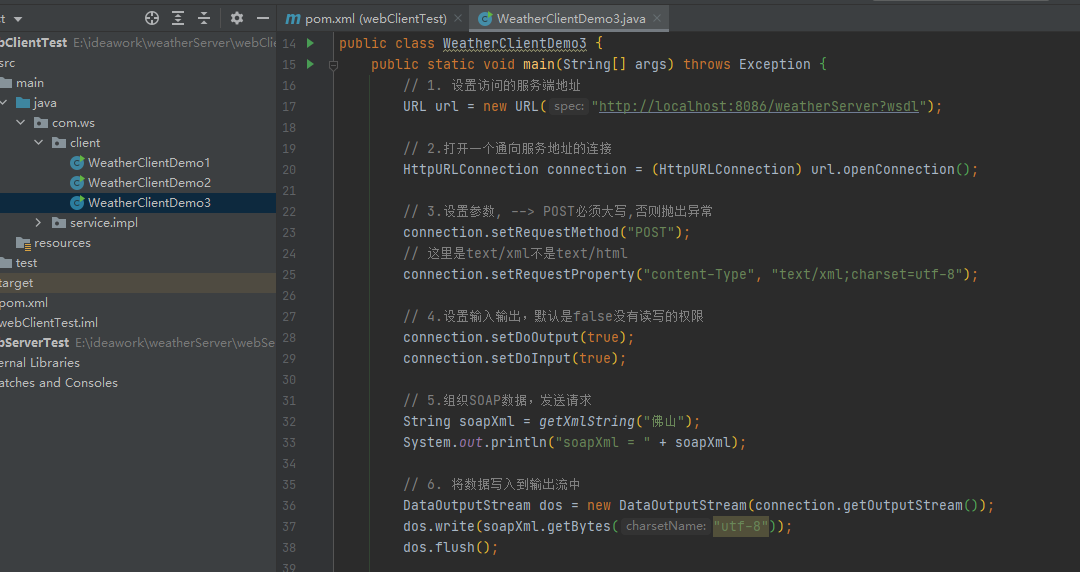 ct
pom.xml (webClientTest)
WeatherClientDemo3.java
bClientTest E:\ideawork\weatherServer\webClie
src
main
java
com.ws
client
WeatherClientDemo1
WeatherClientDemo2
WeatherClientDemo3
service.impl
resources
test
target
pom.xml
webClientTest.iml
bServerTest E:\ideawork\weatherServer\webSe
ernal Libraries
atches and Consoles
14 public class WeatherClientDemo3 {
15 public static void main(String[] args) throws Exception {
16 // 1. 设置访问的服务端地址
17 URL url = new URL( spec: "http://localhost:8086/weatherServer?wsdl");
18
19 // 2.打开一个通向服务地址的连接
20 HttpURLConnection connection = (HttpURLConnection) url.openConnection();
21
22 // 3.设置参数, --> POST必须大写,否则抛出异常
23 connection.setRequestMethod("POST");
24 // 这里是text/xml不是text/html
25 connection.setRequestProperty("content-Type", "text/xml;charset=utf-8");
26
27 // 4.设置输入输出，默认是false没有读写的权限
28 connection.setDoOutput(true);
29 connection.setDoInput(true);
30
31 // 5.组织SOAP数据，发送请求
32 String soapXml = getXmlString("佛山");
33 System.out.println("soapXml = " + soapXml);
34
35 // 6. 将数据写入到输出流中
36 DataOutputStream dos = new DataOutputStream(connection.getOutputStream());
37 dos.write(soapXml.getBytes( charsetName: "utf-8"));
38 dos.flush();
39